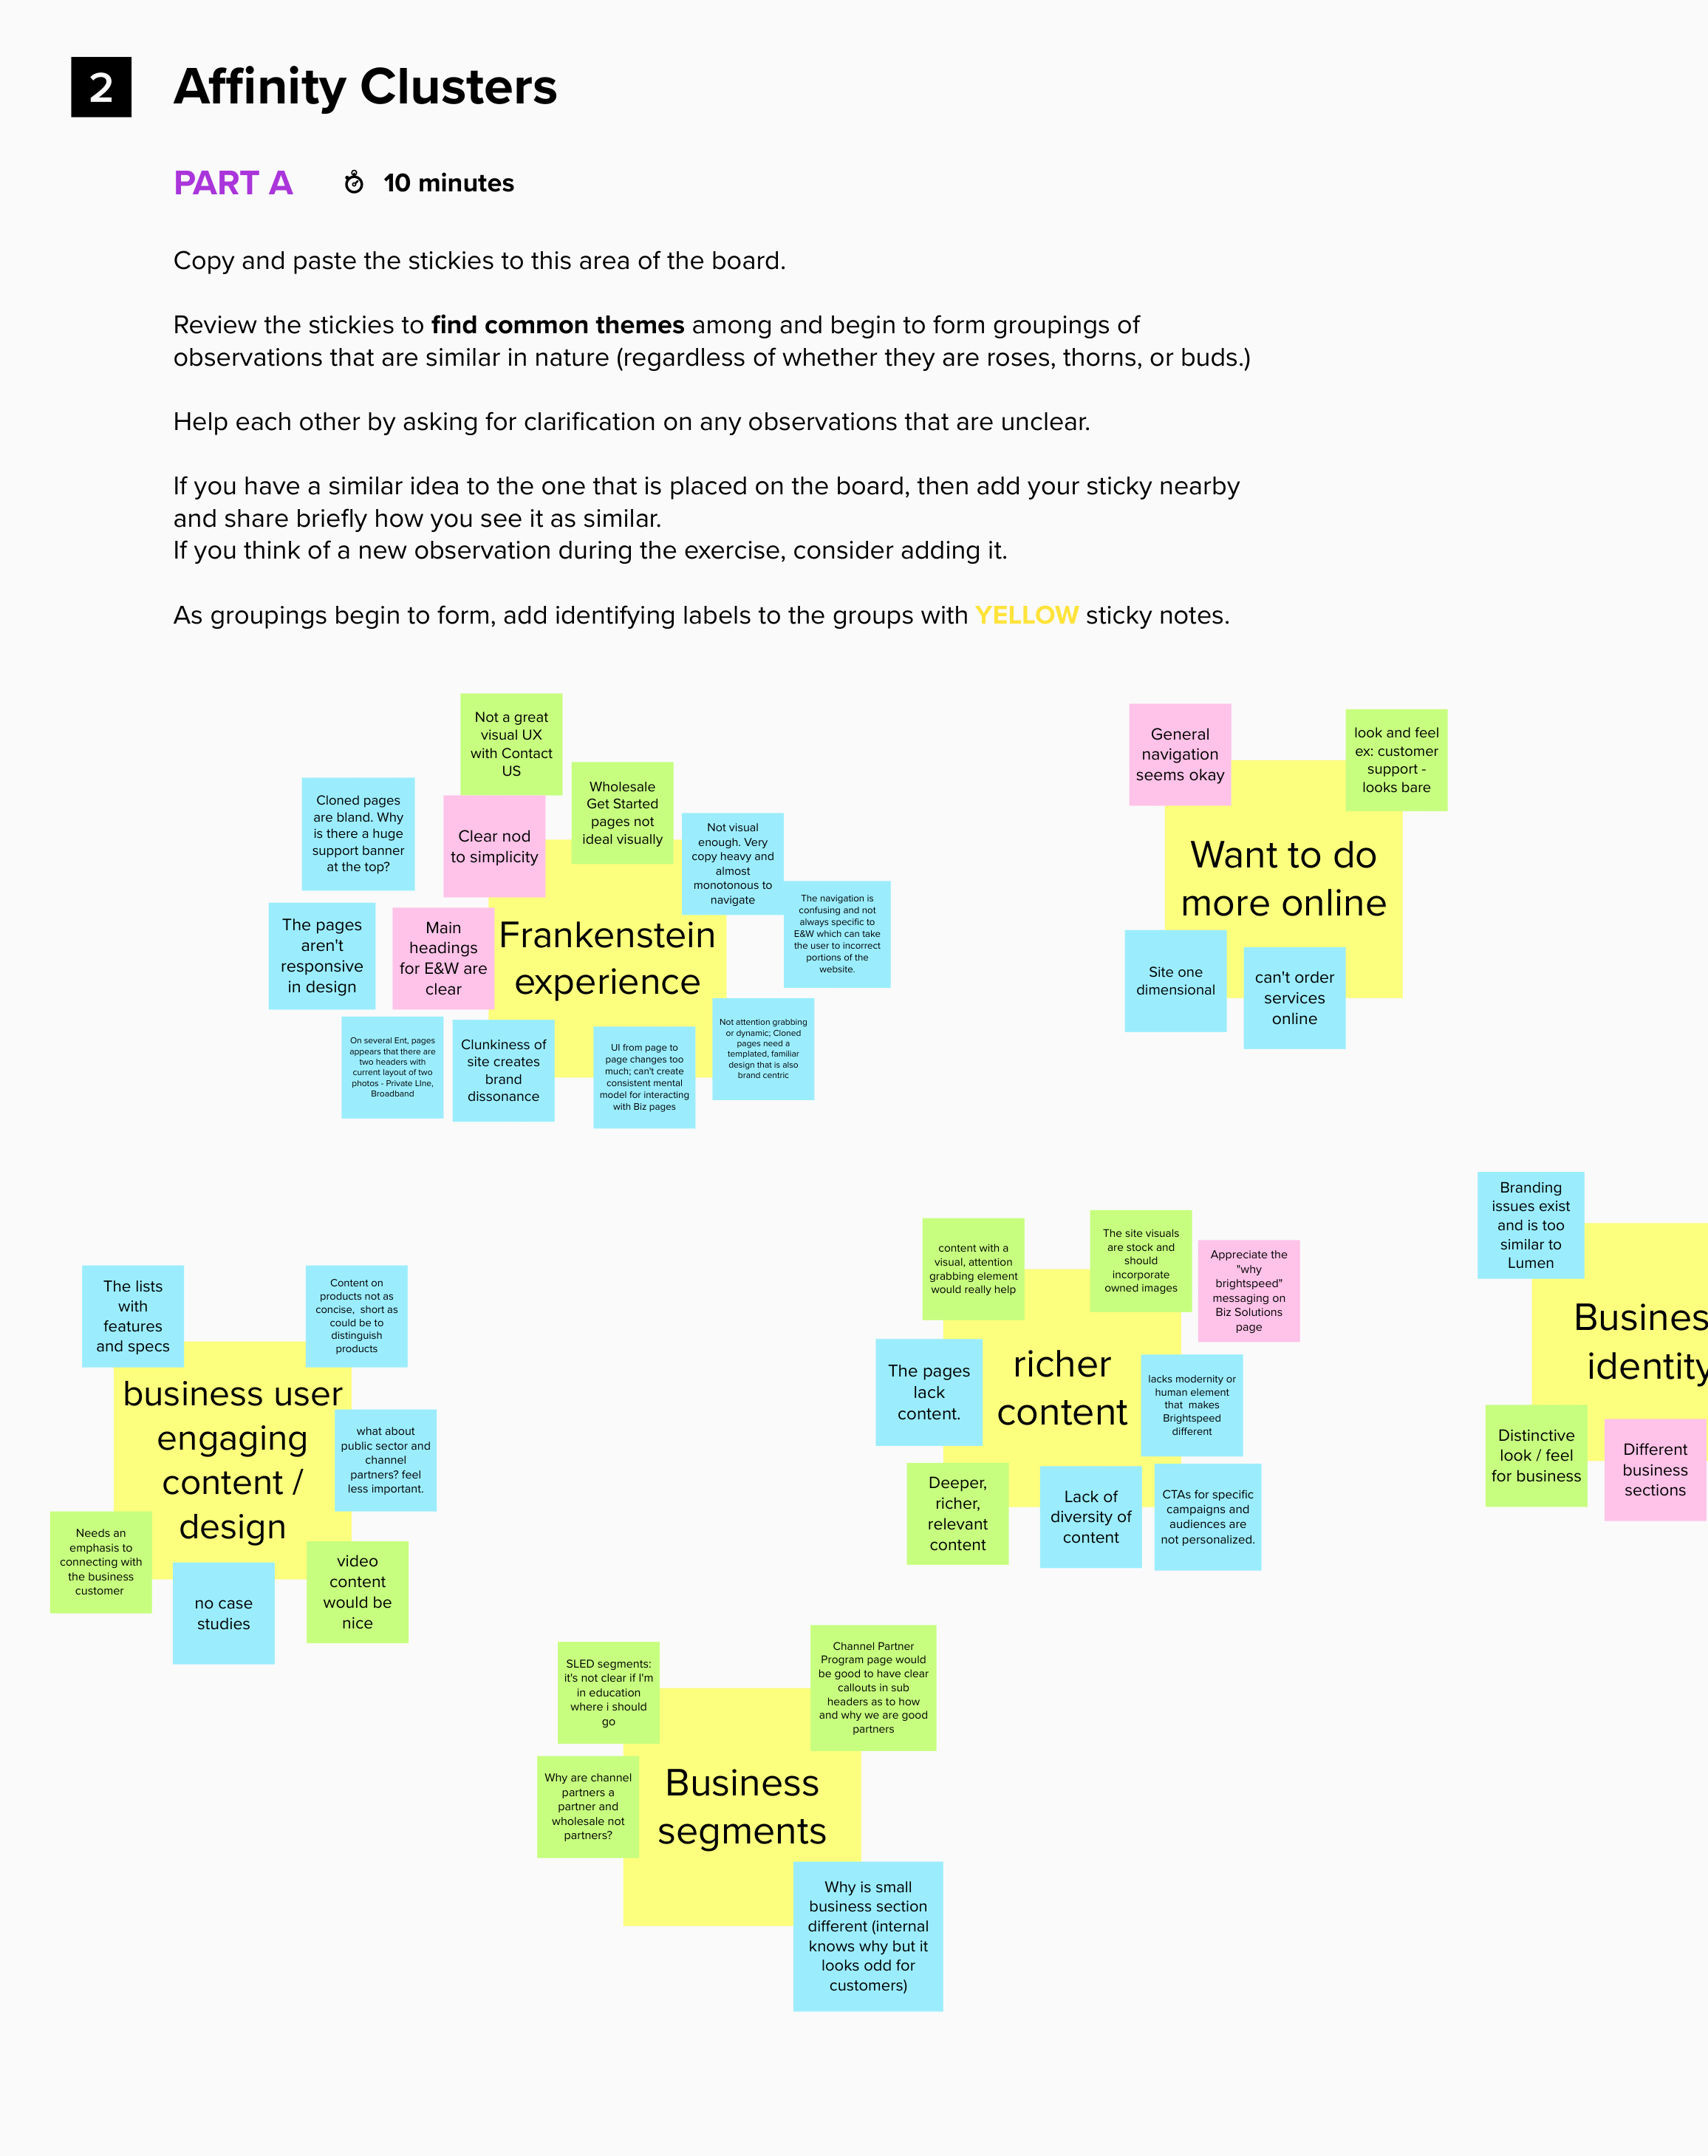 2
Affinity Clusters
PART A
10 minutes
Copy and paste the stickies to this area of the board.
Review the stickies to find common themes among and begin to form groupings of
observations that are similar in nature (regardless of whether they are roses, thorns, or buds.)
Help each other by asking for clarification on any observations that are unclear.
If you have a similar idea to the one that is placed on the board, then add your sticky nearby
and share briefly how you see it as similar.
If you think of a new observation during the exercise, consider adding it.
As groupings begin to form, add identifying labels to the groups with YELLOW sticky notes.
Not a great
visual UX
with Contact
US
Cloned pages
are bland. Why
is there a huge
support banner
at the top?
Clear nod
to simplicity
Wholesale
Get Started
pages not
ideal visually
Not visual
enough. Very
copy heavy and
almost
monotonous to
navigate
The navigation is
confusing and not
always specific to
E&W which can take
the user to incorrect
portions of the
website.
The pages
aren't
responsive
in design
Main
headings
for E&W are
clear
Frankenstein
experience
On several Ent, pages
appears that there are
two headers with
current layout of two
photos - Private LIne,
Broadband
Clunkiness of
site creates
brand
dissonance
UI from page to
page changes too
much; can't create
consistent mental
model for interacting
with Biz pages
Not attention grabbing
or dynamic; Cloned
pages need a
templated, familiar
design that is also
brand centric
General
navigation
seems okay
look and feel
ex: customer
support -
looks bare
Want to do
more online
Site one
dimensional
can't order
services
online
The lists
with
features
and specs
Content on
products not as
concise, short as
could be to
distinguish
products
business user
engaging
content /
design
what about
public sector and
channel
partners? feel
less important.
Needs an
emphasis to
connecting with
the business
customer
no case
studies
video
content
would be
nice
content with a
visual, attention
grabbing element
would really help
The site visuals
are stock and
should
incorporate
owned images
Appreciate the
"why
brightspeed"
messaging on
Biz Solutions
page
The pages
lack
content.
richer
content
lacks modernity or
human element
that makes
Brightspeed
different
Deeper,
richer,
relevant
content
Lack of
diversity of
content
CTAs for specific
campaigns and
audiences are
not personalized.
Branding
issues exist
and is too
similar to
Lumen
Busines
identity
Distinctive
look / feel
for business
Different
business
sections
SLED segments:
it's not clear if I'm
in education
where i should
go
Channel Partner
Program page would
be good to have clear
callouts in sub
headers as to how
and why we are good
partners
Why are channel
partners a
partner and
wholesale not
partners?
Business
segments
Why is small
business section
different (internal
knows why but it
looks odd for
customers)